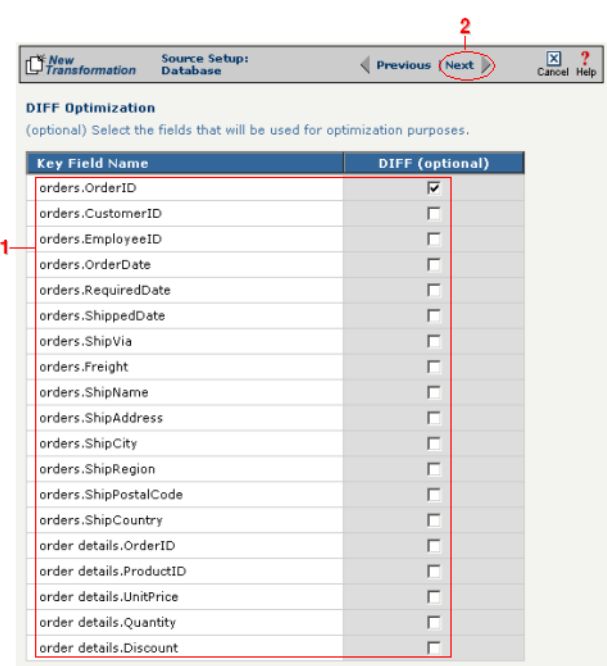 2
New Transformation
Source Setup: Database
Previous
Next
Cancel
?
Help
DIFF Optimization
(optional) Select the fields that will be used for optimization purposes.
Key Field Name DIFF (optional)
orders.OrderID
orders.CustomerID
orders.EmployeeID
1
orders.OrderDate
orders.RequiredDate
orders.ShippedDate
orders.ShipVia
orders.Freight
orders.ShipName
orders.ShipAddress
orders.ShipCity
orders.ShipRegion
orders.ShipPostalCode
orders.ShipCountry
order details.OrderID
order details.ProductID
order details.UnitPrice
order details.Quantity
order details.Discount